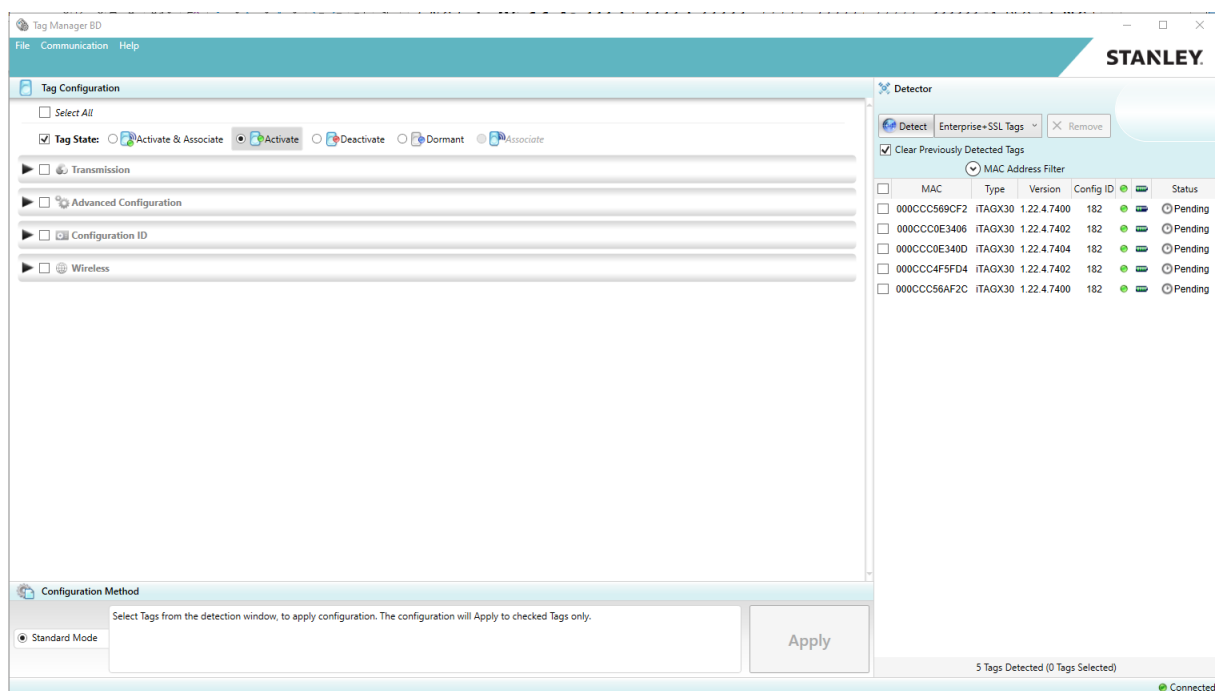 Tag Manager BD
File Communication Help
STANLEY.
Tag Configuration
Select All
Tag State: Activate & Associate Activate Deactivate Dormant Associate
Transmission
Advanced Configuration
Configuration ID
Wireless
Configuration Method
Standard Mode
Select Tags from the detection window, to apply configuration. The configuration will Apply to checked Tags only.
Apply
Detector
Detect Enterprise+SSL Tags Remove
Clear Previously Detected Tags
MAC Address Filter
MAC Type Version Config ID Status
000CCC569CF2 iTAGX30 1.22.4.7400 182 Pending
000CCC0E3406 iTAGX30 1.22.4.7402 182 Pending
000CCC0E340D iTAGX30 1.22.4.7404 182 Pending
000CCC4F5FD4 iTAGX30 1.22.4.7402 182 Pending
000CCC56AF2C iTAGX30 1.22.4.7400 182 Pending
5 Tags Detected (0 Tags Selected)
Connected